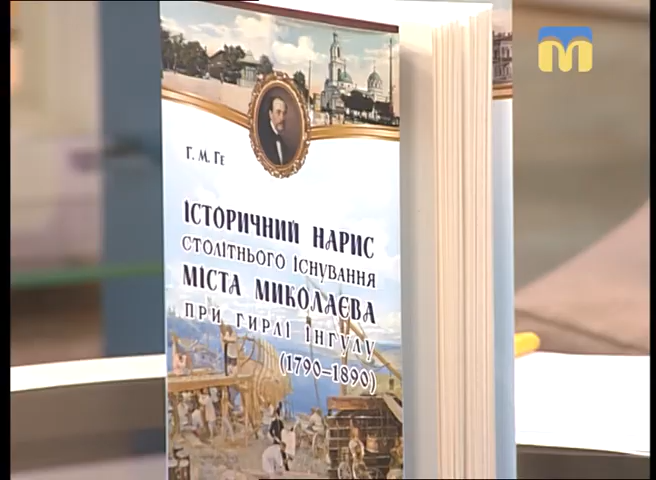 М
Г. М. Ге
ІСТОРИЧНИЙ НАРИС
СТОЛІТНЬОГО ІСНУВАННЯ
МІСТА МИКОЛАЄВА
ПРИ ГИРЛІ ІНГУЛУ
(1790–1890)